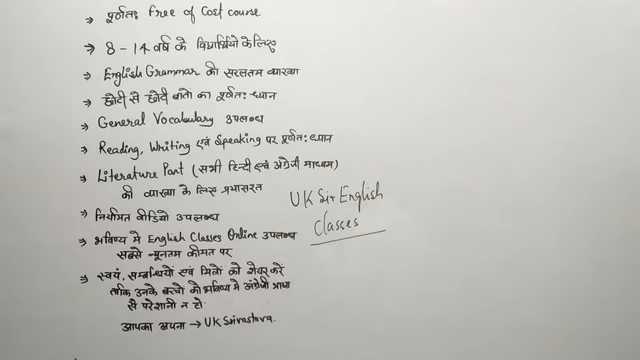 → पूर्णतः Free of Cost course
→ 8-14 वर्ष के विद्यार्थियों के लिए
→ English Grammar की सरलतम व्याख्या
→ छोटी से छोटी बातो का पूर्णतः ध्यान
→ General Vocabulary उपलब्ध
→ Reading, Writing एवं Speaking पर पूर्णतः ध्यान
→ Literature Part (सभी हिन्दी एवं अंग्रेजी माध्यम)
की व्याख्या के लिए प्रयासरत
→ नियमित वीडियो उपलब्ध
→ भविष्य मे English Classes Online उपलब्ध
सबसे न्यूनतम कीमत पर
→ स्वयं, सम्बन्धियों एवं मित्रों को शेयर करें
ताकि उनके बच्चो को भविष्य मे अंग्रेजी भाषा
से परेशानी न हो
आपका अपना → UK Srivastava.
UK Sir English
Classes